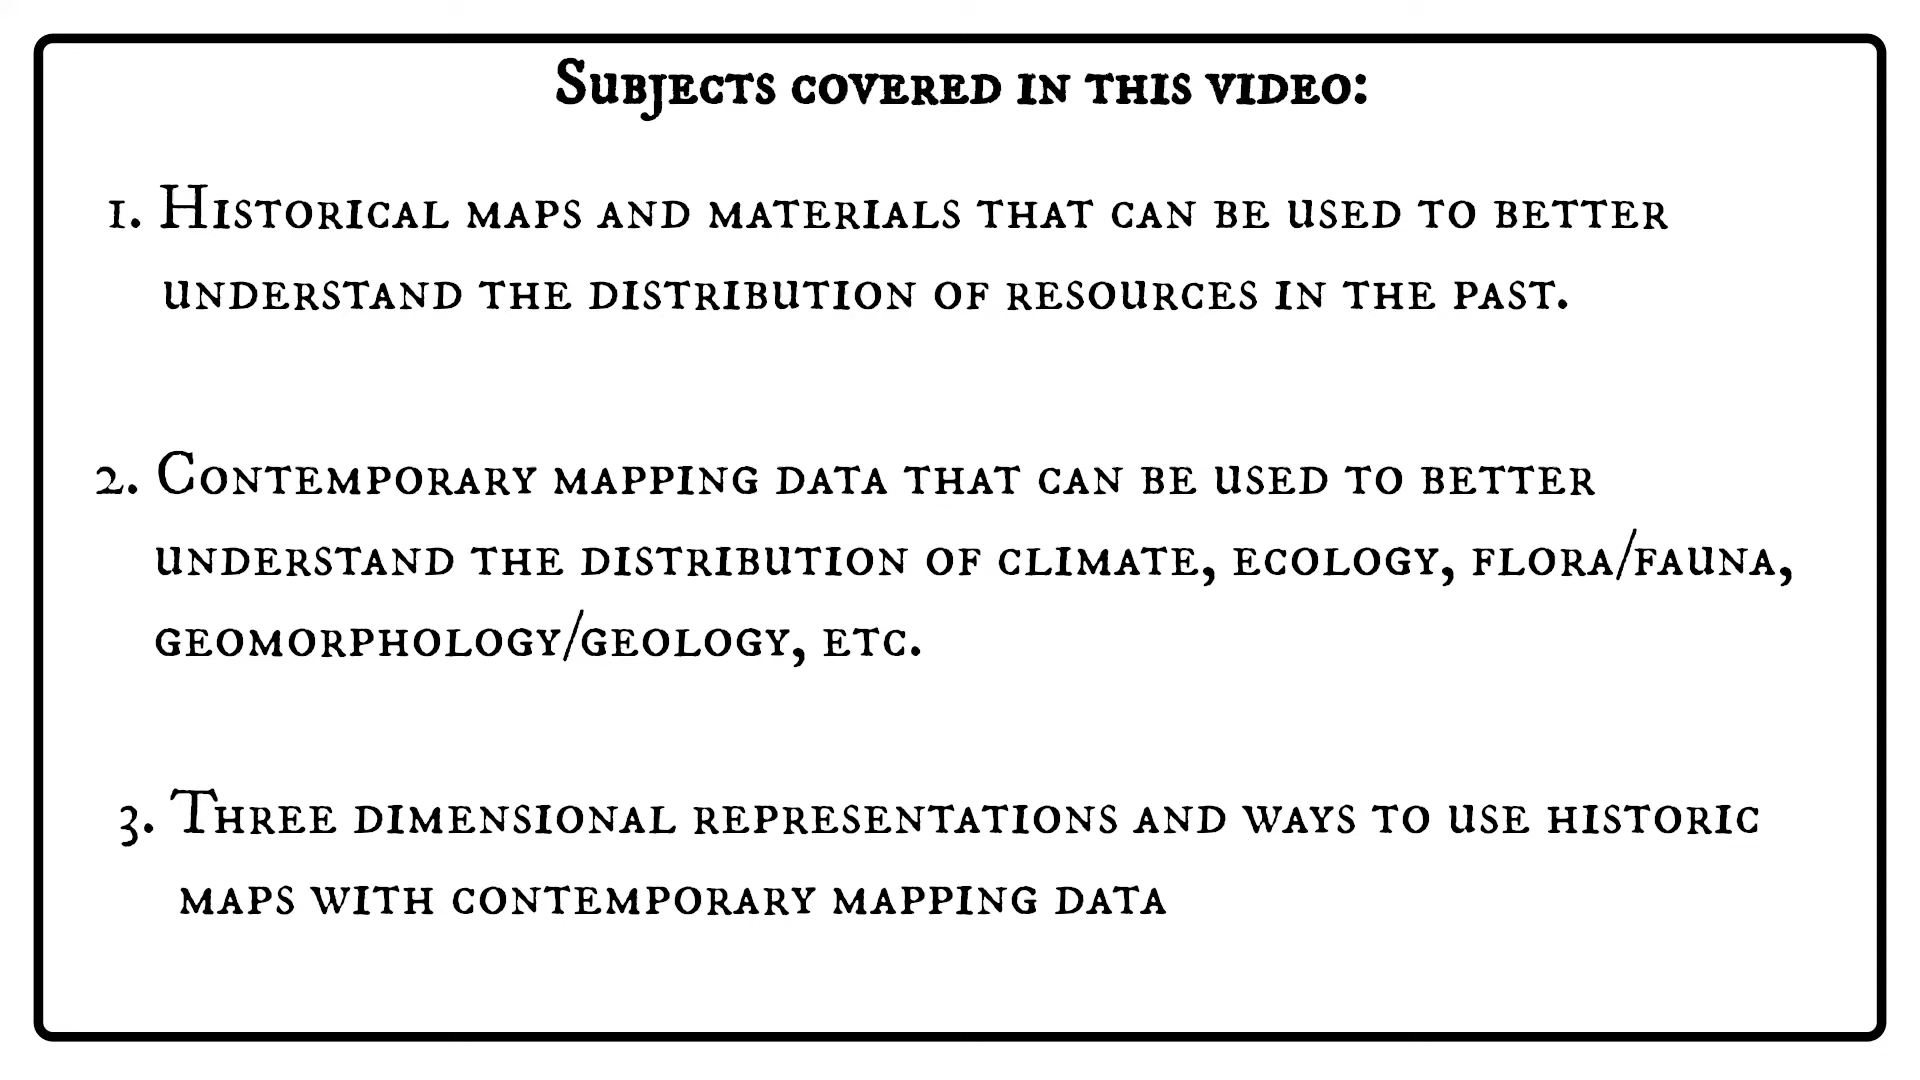 Subjects covered in this video:
1. Historical maps and materials that can be used to better
understand the distribution of resources in the past.
2. Contemporary mapping data that can be used to better
understand the distribution of climate, ecology, flora/fauna,
geomorphology/geology, etc.
3. Three dimensional representations and ways to use historic
maps with contemporary mapping data